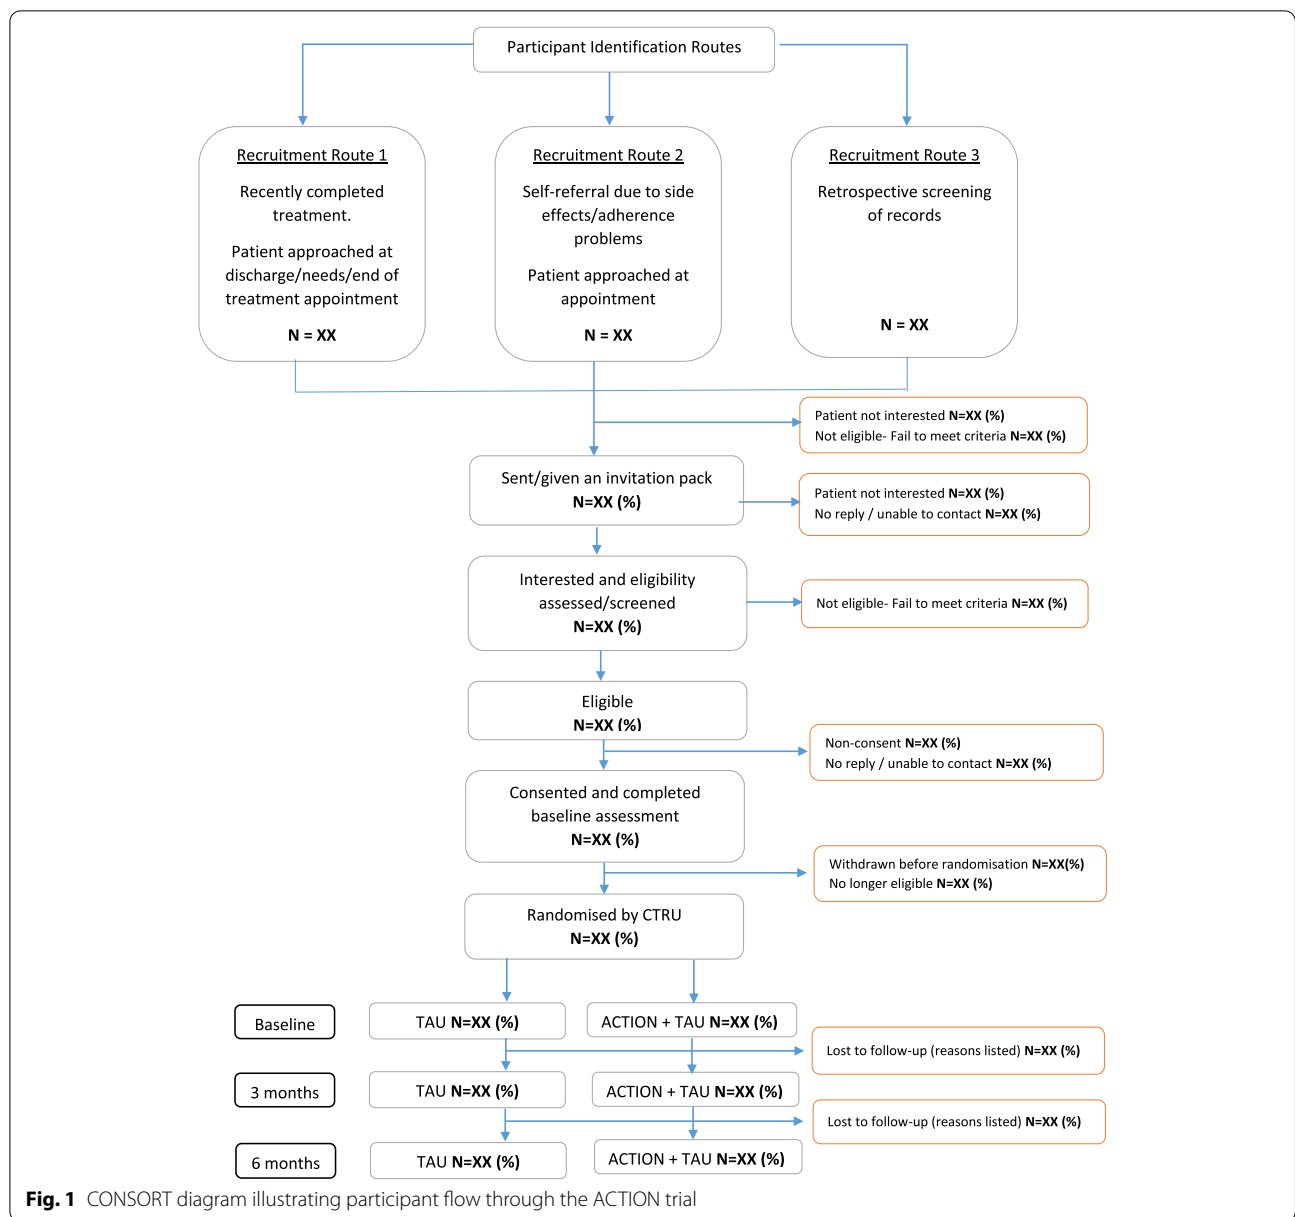 Participant Identification Routes
Recruitment Route 1
Recently completed
treatment.
Patient approached at
discharge/needs/end of
treatment appointment
N = XX
Recruitment Route 2
Self-referral due to side
effects/adherence
problems
Patient approached at
appointment
N = XX
Recruitment Route 3
Retrospective screening
of records
N = XX
Patient not interested N=XX (%)
Not eligible- Fail to meet criteria N=XX (%)
Sent/given an invitation pack
N=XX (%)
Patient not interested N=XX (%)
No reply / unable to contact N=XX (%)
Interested and eligibility
assessed/screened
N=XX (%)
Not eligible- Fail to meet criteria N=XX (%)
Eligible
N=XX (%)
Non-consent N=XX (%)
No reply / unable to contact N=XX (%)
Consented and completed
baseline assessment
N=XX (%)
Withdrawn before randomisation N=XX(%)
No longer eligible N=XX (%)
Randomised by CTRU
N=XX (%)
Baseline
TAU N=XX (%)
ACTION + TAU N=XX (%)
Lost to follow-up (reasons listed) N=XX (%)
3 months
TAU N=XX (%)
ACTION + TAU N=XX (%)
Lost to follow-up (reasons listed) N=XX (%)
6 months
TAU N=XX (%)
ACTION + TAU N=XX (%)
Fig. 1 CONSORT diagram illustrating participant flow through the ACTION trial